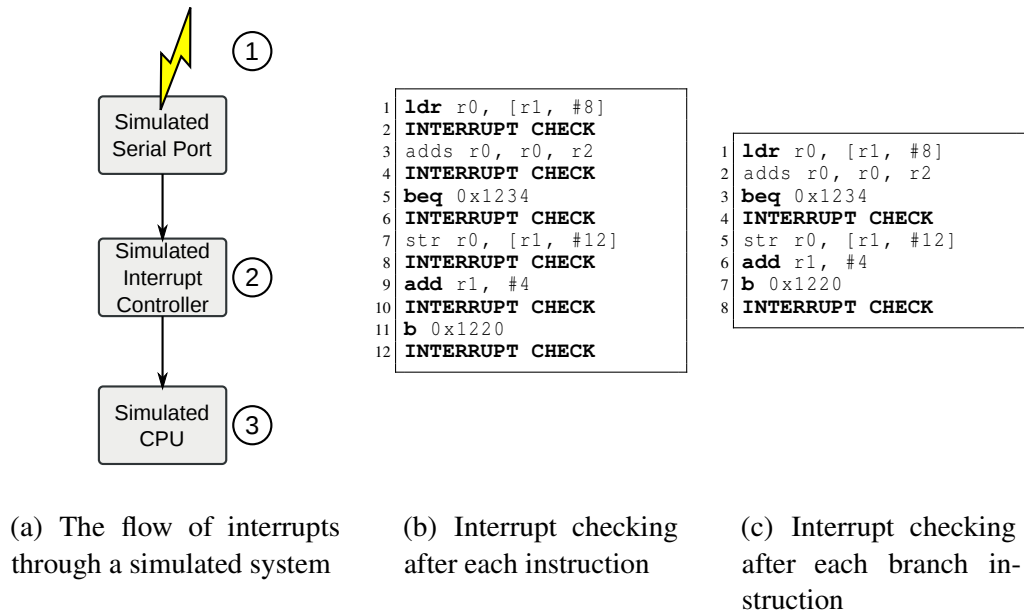 1
Simulated
Serial Port
Simulated
Interrupt
Controller
2
Simulated
CPU
3
1 ldr r0, [r1, #8]
2 INTERRUPT CHECK
3 adds r0, r0, r2
4 INTERRUPT CHECK
5 beq 0x1234
6 INTERRUPT CHECK
7 str r0, [r1, #12]
8 INTERRUPT CHECK
9 add r1, #4
10 INTERRUPT CHECK
11 b 0x1220
12 INTERRUPT CHECK
1 ldr r0, [r1, #8]
2 adds r0, r0, r2
3 beq 0x1234
4 INTERRUPT CHECK
5 str r0, [r1, #12]
6 add r1, #4
7 b 0x1220
8 INTERRUPT CHECK
(a) The flow of interrupts
through a simulated system
(b) Interrupt checking
after each instruction
(c) Interrupt checking
after each branch in-
struction